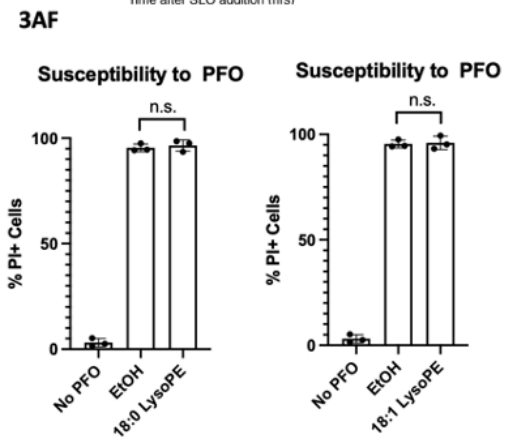 Time after SLO addition (hrs)
3AF
Susceptibility to PFO
n.s.
100
50
0
% PI+ Cells
No PFO
EtOH
18:0 LysoPE
Susceptibility to PFO
n.s.
100
50
0
% PI+ Cells
No PFO
EtOH
18:1 LysoPE